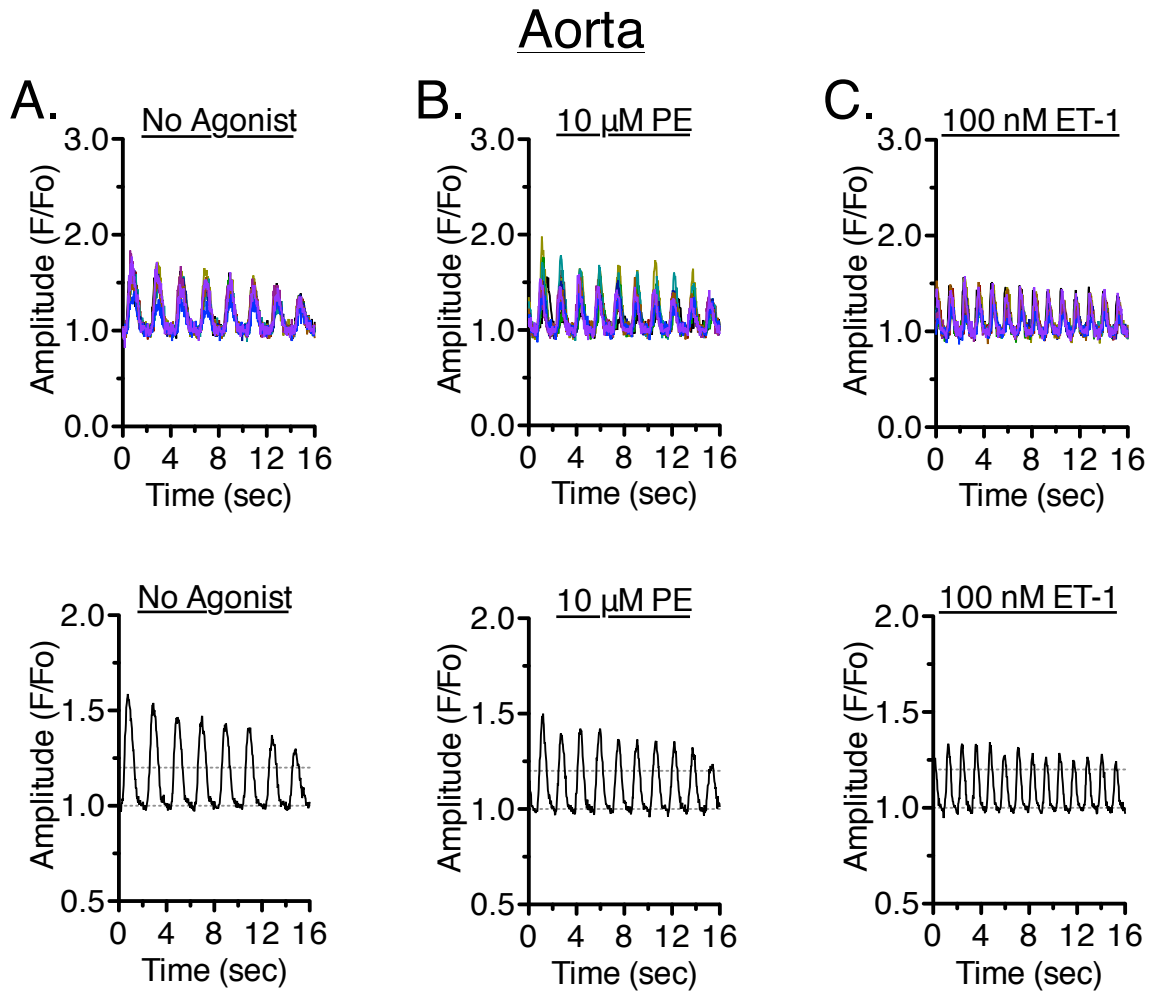 Aorta
A.
No Agonist
Amplitude (F/Fo)
3.0
2.0
1.0
0.0
0 4 8 12 16
Time (sec)
B.
10 µM PE
Amplitude (F/Fo)
3.0
2.0
1.0
0.0
0 4 8 12 16
Time (sec)
C.
100 nM ET-1
Amplitude (F/Fo)
3.0
2.0
1.0
0.0
0 4 8 12 16
Time (sec)
No Agonist
Amplitude (F/Fo)
2.0
1.5
1.0
0.5
0 4 8 12 16
Time (sec)
10 µM PE
Amplitude (F/Fo)
2.0
1.5
1.0
0.5
0 4 8 12 16
Time (sec)
100 nM ET-1
Amplitude (F/Fo)
2.0
1.5
1.0
0.5
0 4 8 12 16
Time (sec)